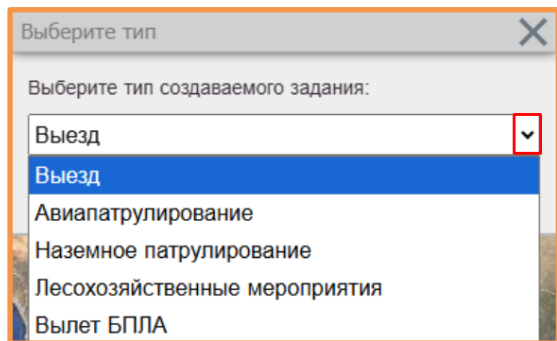 Выберите тип
Выберите тип создаваемого задания:
Выезд
Выезд
Авиапатрулирование
Наземное патрулирование
Лесохозяйственные мероприятия
Вылет БПЛА